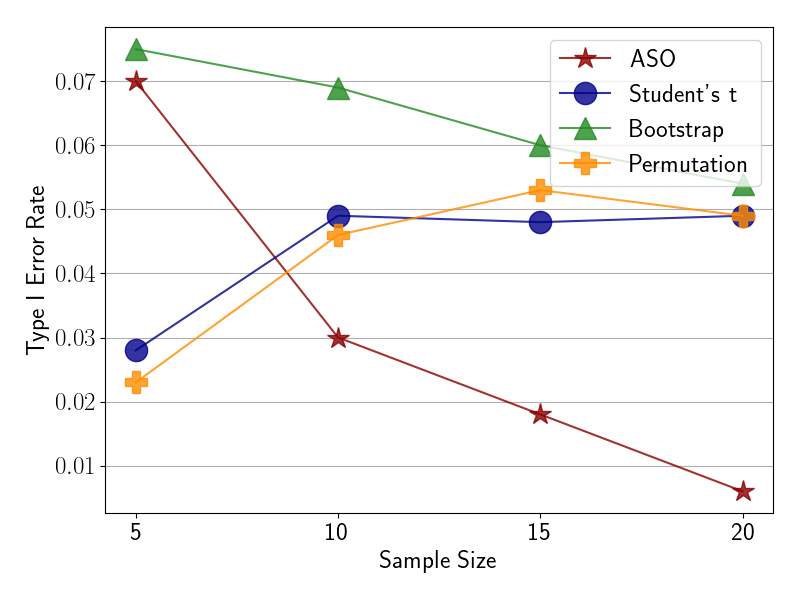 ASO
Student's t
Bootstrap
Permutation
0.07
0.06
0.05
0.04
0.03
0.02
0.01
Type I Error Rate
5 10 15 20
Sample Size